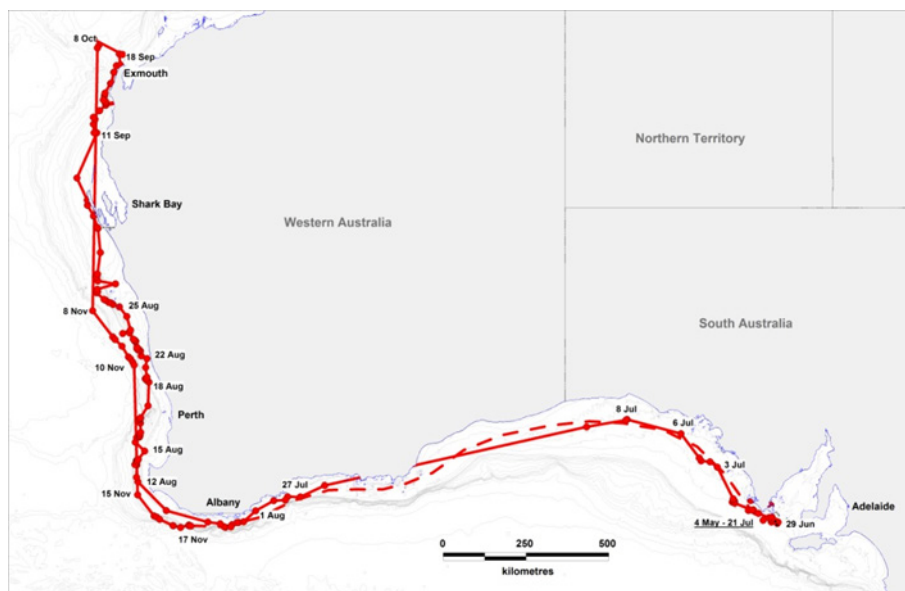 8 Oct
18 Sep
Exmouth
11 Sep
Northern Territory
Shark Bay
Western Australia
25 Aug
8 Nov
South Australia
22 Aug
10 Nov
18 Aug
Perth
8 Jul
6 Jul
15 Aug
3 Jul
12 Aug
27 Jul
15 Nov
Albany
Adelaide
1 Aug
4 May - 21 Jul
29 Jun
17 Nov
0 250 500
kilometres